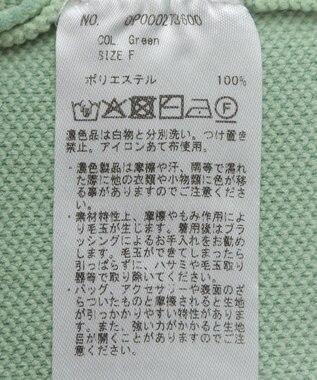 NO. OP00027S600
COL Green
SIZE F
ポリエステル 100%
濃色品は白物と分別洗い。つけ置き
禁止。アイロンあて布使用。
・濃色製品は摩擦や汗、雨等で濡れ
た際に他の衣類や小物類に色が移
る事がありますのでご注意くださ
い。
・素材特性上、摩擦やもみ作用によ
り毛玉が生じます。着用後はブラ
ッシングによるお手入れをお勧め
します。毛玉ができてしまったら
引っぱらずに、ハサミや毛玉取り
器等で取り除いてください。
・バッグ、アクセサリーや表面のざ
らついたものと摩擦されると生地
が引っかかりやすい特性がありま
す。また、強い力がかかると生地
目が開くことがありますのでご注
意ください。